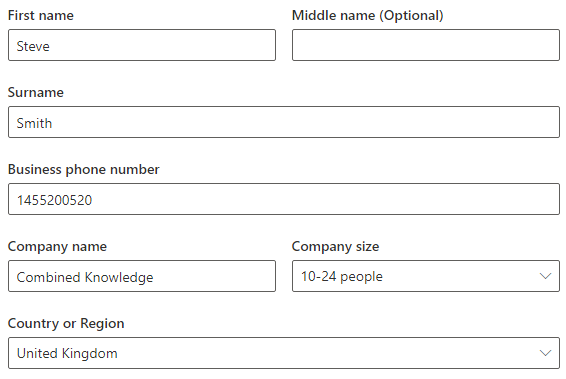 First name Middle name (Optional)
Steve
Surname
Smith
Business phone number
1455200520
Company name Company size
Combined Knowledge 10-24 people
Country or Region
United Kingdom